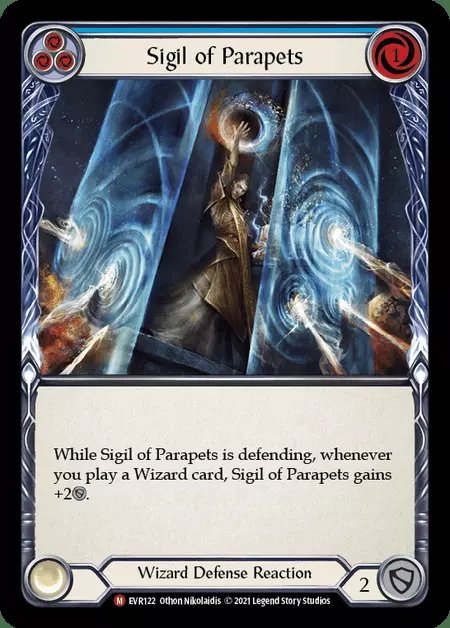 Sigil of Parapets
1
While Sigil of Parapets is defending, whenever
you play a Wizard card, Sigil of Parapets gains
+2.
Wizard Defense Reaction
2
M EVR122 Othon Nikolaidis © 2021 Legend Story Studios